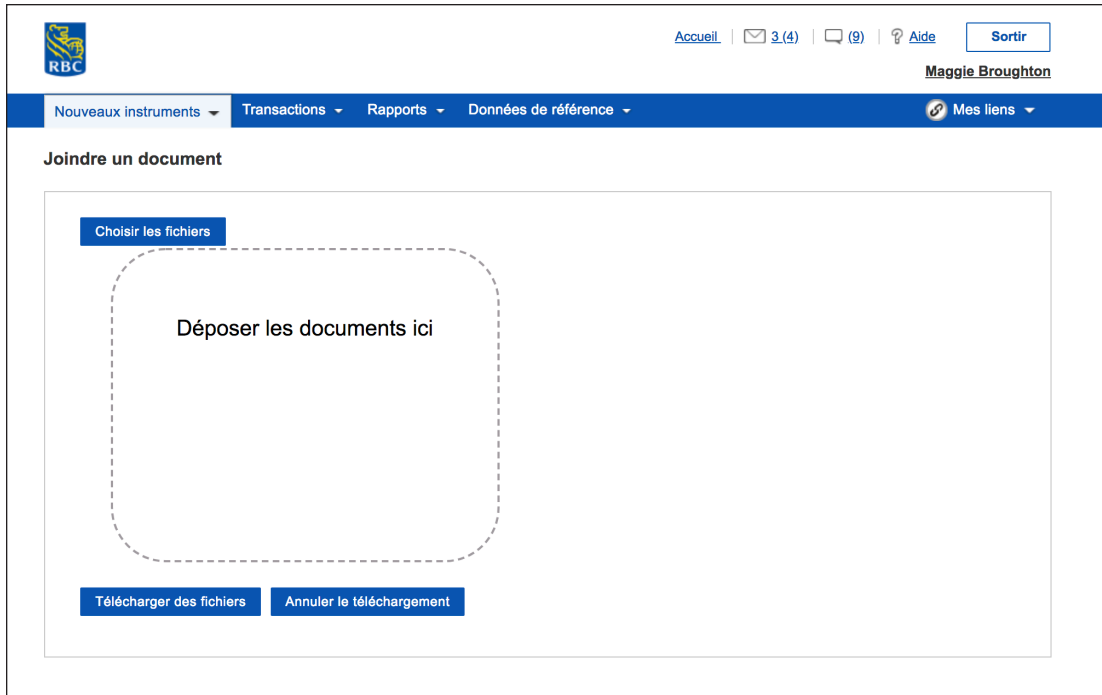 RBC
Accueil 3 (4) (9) Aide Sortir
Maggie Broughton
Nouveaux instruments Transactions Rapports Données de référence Mes liens
Joindre un document
Choisir les fichiers
Déposer les documents ici
Télécharger des fichiers Annuler le téléchargement